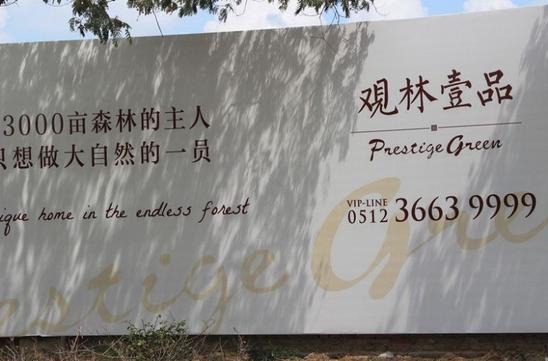 3000亩森林的主人
只想做大自然的一员
home in the endless forest
观林壹品
Prestige Green
VIP-LINE
0512 3663 9999